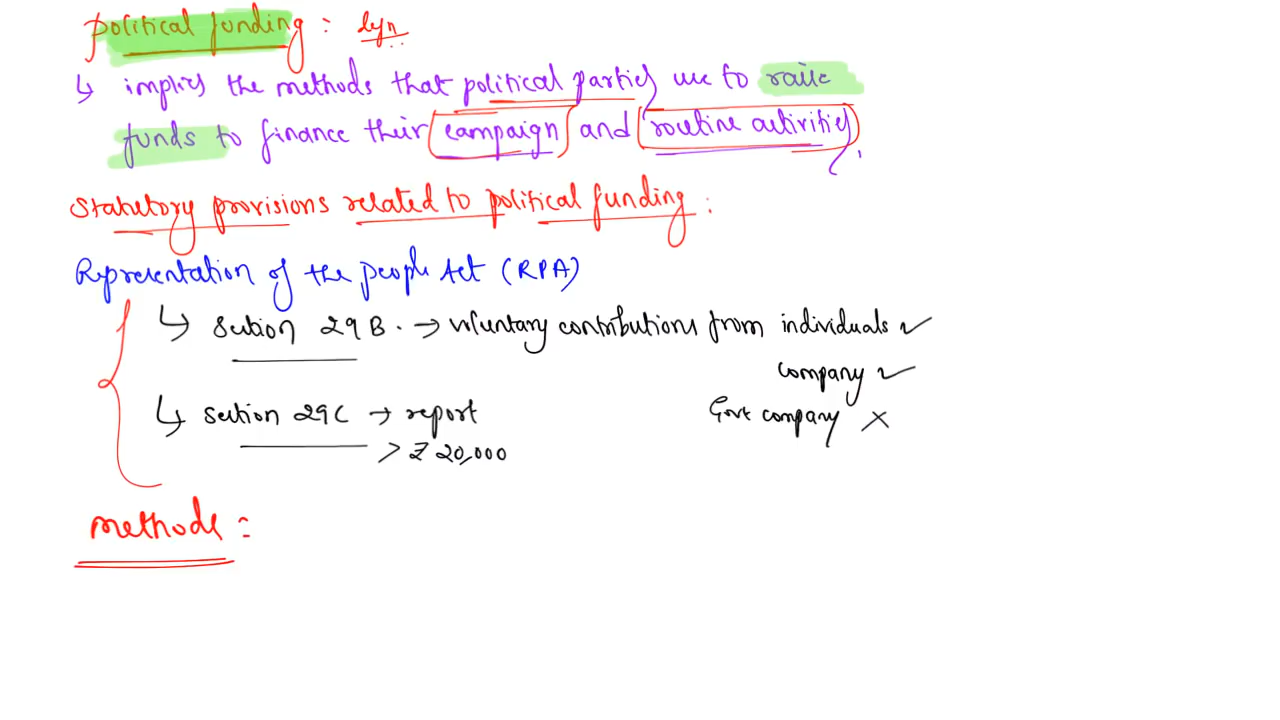 political funding : defn
↳ implies the methods that political parties use to raise
funds to finance their campaign and routine activities.
Statutory provisions related to political funding :
Representation of the people Act (RPA)
↳ Section 29B. → voluntary contributions from individuals ✓
company ✓
Govt company ✗
↳ Section 29C → report
> ₹ 20,000
methods :